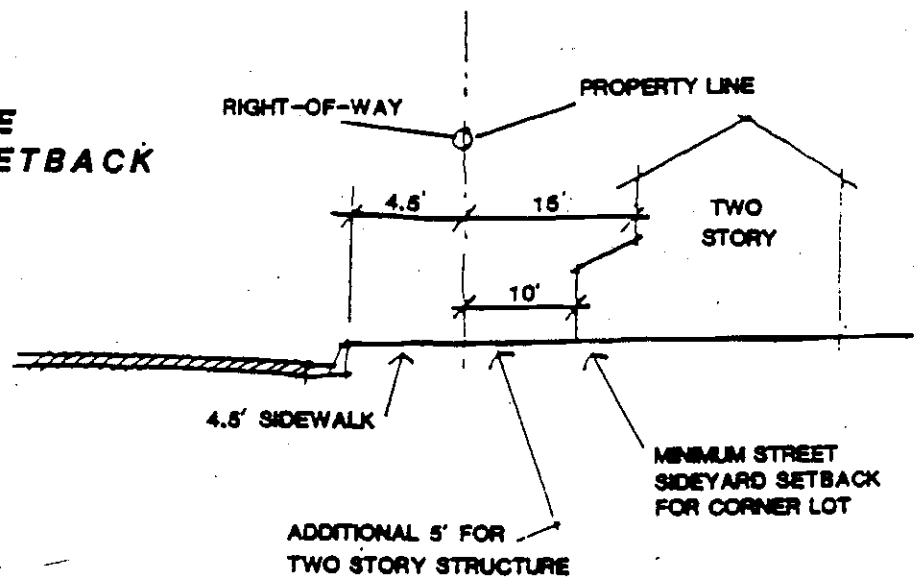 E
ETBACK
RIGHT-OF-WAY
PROPERTY LINE
4.5'
15'
TWO
STORY
10'
4.5' SIDEWALK
MINIMUM STREET
SIDEYARD SETBACK
FOR CORNER LOT
ADDITIONAL 5' FOR
TWO STORY STRUCTURE